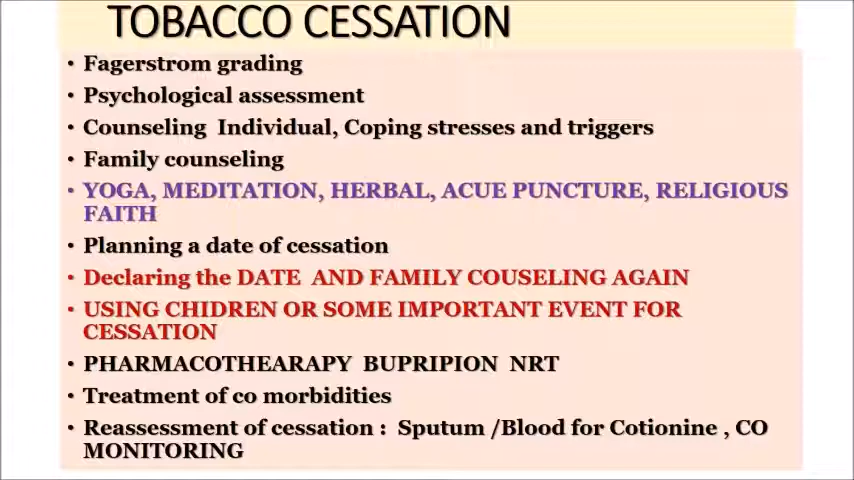 TOBACCO CESSATION
• Fagerstrom grading
• Psychological assessment
• Counseling Individual, Coping stresses and triggers
• Family counseling
• YOGA, MEDITATION, HERBAL, ACUE PUNCTURE, RELIGIOUS
FAITH
• Planning a date of cessation
• Declaring the DATE AND FAMILY COUSELING AGAIN
• USING CHIDREN OR SOME IMPORTANT EVENT FOR
CESSATION
• PHARMACOTHEARAPY BUPRIPION NRT
• Treatment of co morbidities
• Reassessment of cessation : Sputum /Blood for Cotionine , CO
MONITORING